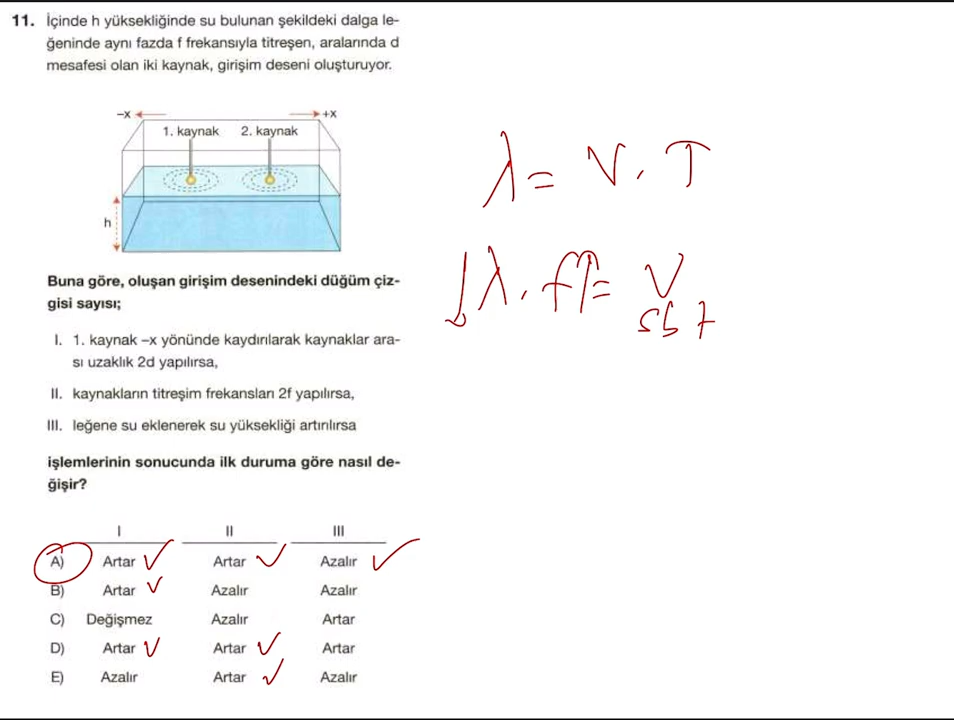 11. İçinde h yüksekliğinde su bulunan şekildeki dalga le-
ğeninde aynı fazda f frekansıyla titreşen, aralarında d
mesafesi olan iki kaynak, girişim deseni oluşturuyor.
–x +x
1. kaynak 2. kaynak
h
Buna göre, oluşan girişim desenindeki düğüm çiz-
gisi sayısı;
I. 1. kaynak –x yönünde kaydırılarak kaynaklar ara-
sı uzaklık 2d yapılırsa,
II. kaynakların titreşim frekansları 2f yapılırsa,
III. leğene su eklenerek su yüksekliği artırılırsa
işlemlerinin sonucunda ilk duruma göre nasıl de-
ğişir?
I II III
A) Artar ✓ Artar ✓ Azalır ✓
B) Artar ✓ Azalır Azalır
C) Değişmez Azalır Artar
D) Artar ✓ Artar ✓ Artar
E) Azalır Artar ✓ Azalır
λ = V . T
↓λ . f↑ = V
sbt